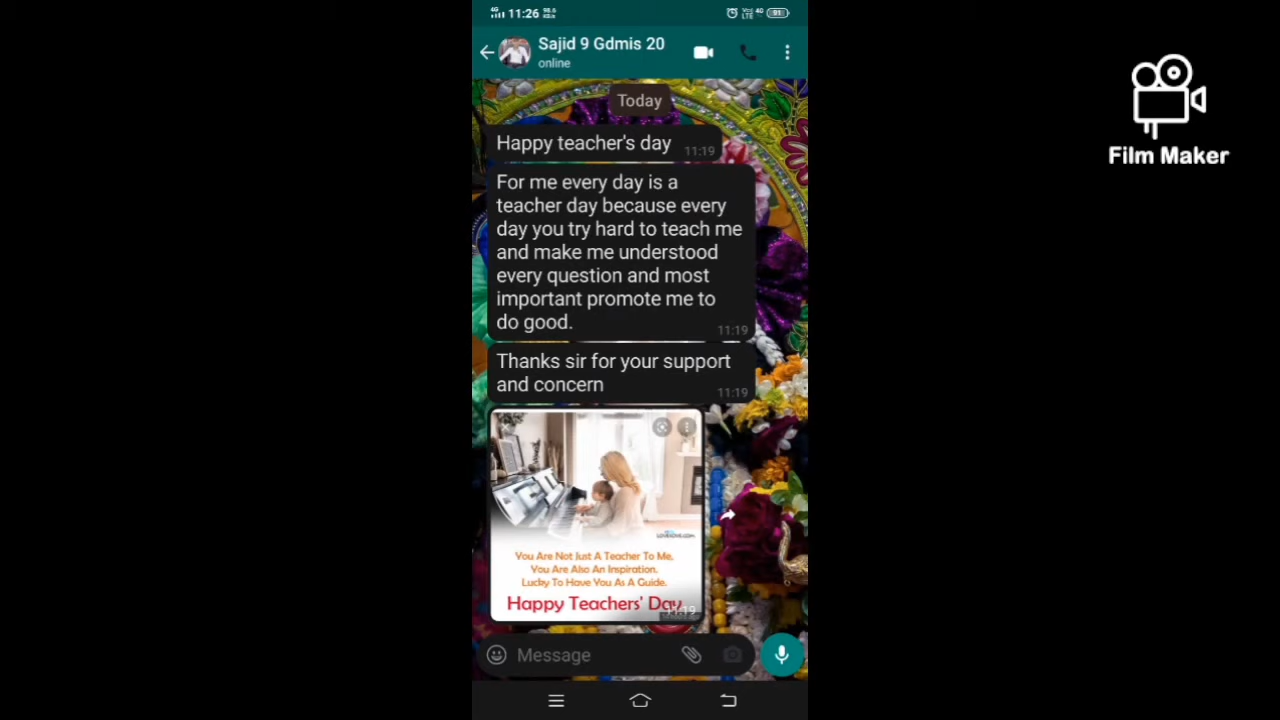 11:26
91
Sajid 9 Gdmis 20
online
Today
Happy teacher's day
11:19
For me every day is a
teacher day because every
day you try hard to teach me
and make me understood
every question and most
important promote me to
do good.
11:19
Thanks sir for your support
and concern
11:19
You Are Not Just A Teacher To Me.
You Are Also An Inspiration.
Lucky To Have You As A Guide.
Happy Teachers' Day
11:19
Message
Film Maker